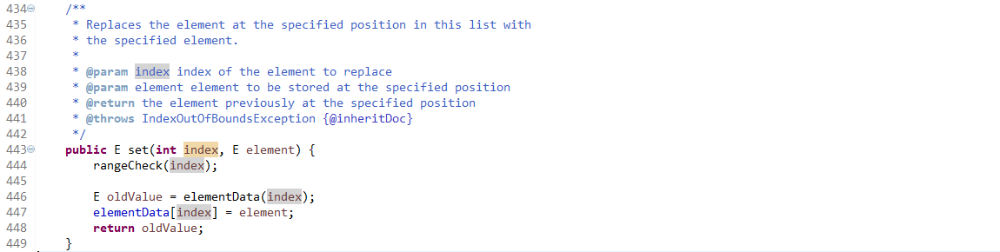 434 /**
435  * Replaces the element at the specified position in this list with
436  * the specified element.
437  *
438  * @param index index of the element to replace
439  * @param element element to be stored at the specified position
440  * @return the element previously at the specified position
441  * @throws IndexOutOfBoundsException {@inheritDoc}
442  */
443 public E set(int index, E element) {
444     rangeCheck(index);
445
446     E oldValue = elementData(index);
447     elementData[index] = element;
448     return oldValue;
449 }